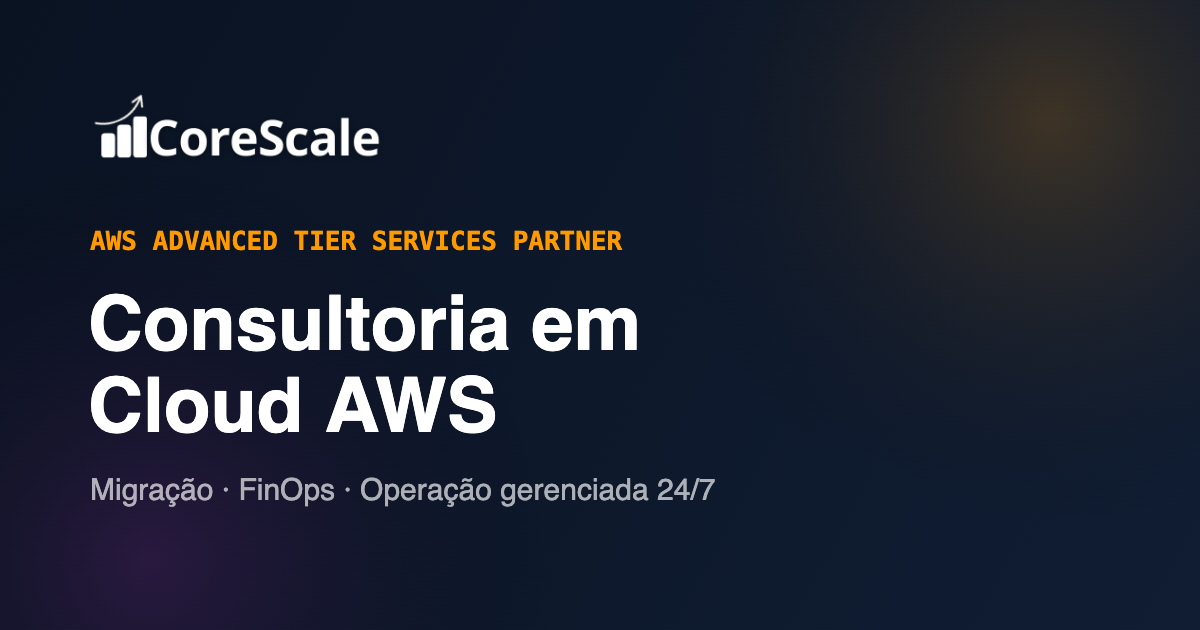 CoreScale
AWS ADVANCED TIER SERVICES PARTNER
Consultoria em
Cloud AWS
Migração · FinOps · Operação gerenciada 24/7